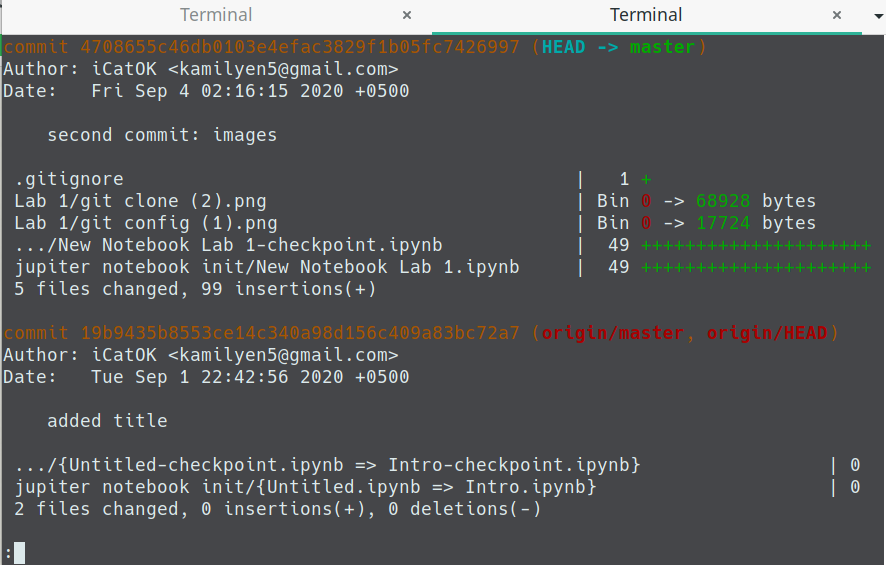 Terminal × Terminal ×
commit 4708655c46db0103e4efac3829f1b05fc7426997 (HEAD -> master)
Author: iCatOK <kamilyen5@gmail.com>
Date:   Fri Sep 4 02:16:15 2020 +0500
    second commit: images
 .gitignore                                         |   1 +
 Lab 1/git clone (2).png                            | Bin 0 -> 68928 bytes
 Lab 1/git config (1).png                           | Bin 0 -> 17724 bytes
 .../New Notebook Lab 1-checkpoint.ipynb            |  49 +++++++++++++++++++++
 jupiter notebook init/New Notebook Lab 1.ipynb     |  49 +++++++++++++++++++++
 5 files changed, 99 insertions(+)
commit 19b9435b8553ce14c340a98d156c409a83bc72a7 (origin/master, origin/HEAD)
Author: iCatOK <kamilyen5@gmail.com>
Date:   Tue Sep 1 22:42:56 2020 +0500
    added title
 .../{Untitled-checkpoint.ipynb => Intro-checkpoint.ipynb}                 | 0
 jupiter notebook init/{Untitled.ipynb => Intro.ipynb}                     | 0
 2 files changed, 0 insertions(+), 0 deletions(-)
: